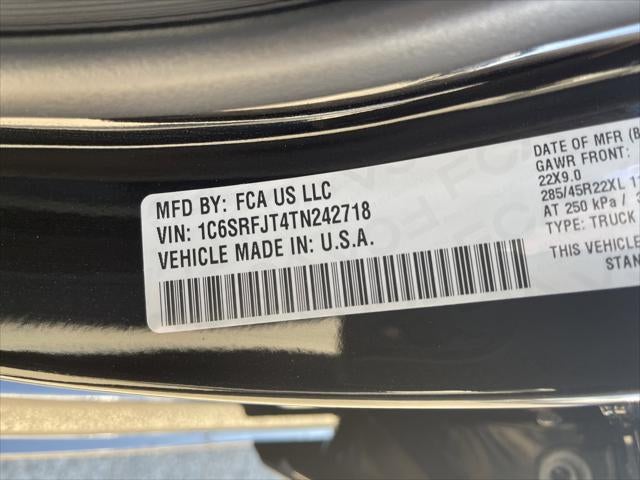 MFD BY: FCA US LLC
VIN: 1C6SRFJT4TN242718
VEHICLE MADE IN: U.S.A.
DATE OF MFR (B
GAWR FRONT:
22X9.0
285/45R22XL
AT 250 kPa /
TYPE: TRUCK
THIS VEHICLE
STAN